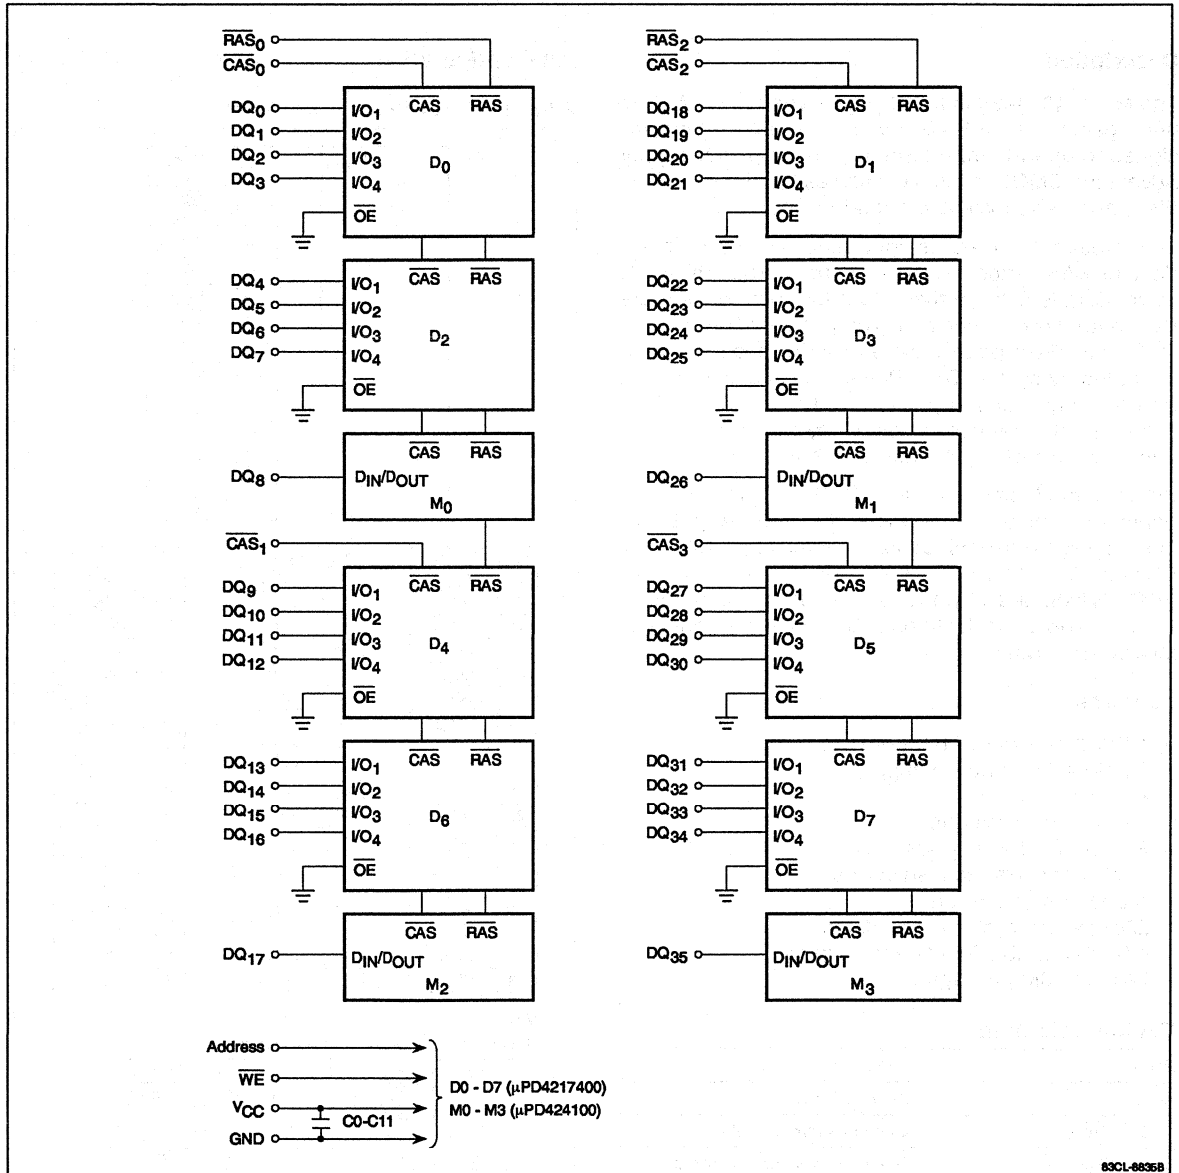 RAS0
CAS0
CAS RAS
DQ0 I/O1
DQ1 I/O2
DQ2 I/O3
DQ3 I/O4
D0
OE
CAS RAS
DQ4 I/O1
DQ5 I/O2
DQ6 I/O3
DQ7 I/O4
D2
OE
CAS RAS
DQ8 DIN/DOUT
M0
CAS1
CAS RAS
DQ9 I/O1
DQ10 I/O2
DQ11 I/O3
DQ12 I/O4
D4
OE
CAS RAS
DQ13 I/O1
DQ14 I/O2
DQ15 I/O3
DQ16 I/O4
D6
OE
CAS RAS
DQ17 DIN/DOUT
M2
RAS2
CAS2
CAS RAS
DQ18 I/O1
DQ19 I/O2
DQ20 I/O3
DQ21 I/O4
D1
OE
CAS RAS
DQ22 I/O1
DQ23 I/O2
DQ24 I/O3
DQ25 I/O4
D3
OE
CAS RAS
DQ26 DIN/DOUT
M1
CAS3
CAS RAS
DQ27 I/O1
DQ28 I/O2
DQ29 I/O3
DQ30 I/O4
D5
OE
CAS RAS
DQ31 I/O1
DQ32 I/O2
DQ33 I/O3
DQ34 I/O4
D7
OE
CAS RAS
DQ35 DIN/DOUT
M3
Address
WE
VCC
C0-C11
GND
D0 - D7 (µPD4217400)
M0 - M3 (µPD424100)
83CL-8835B